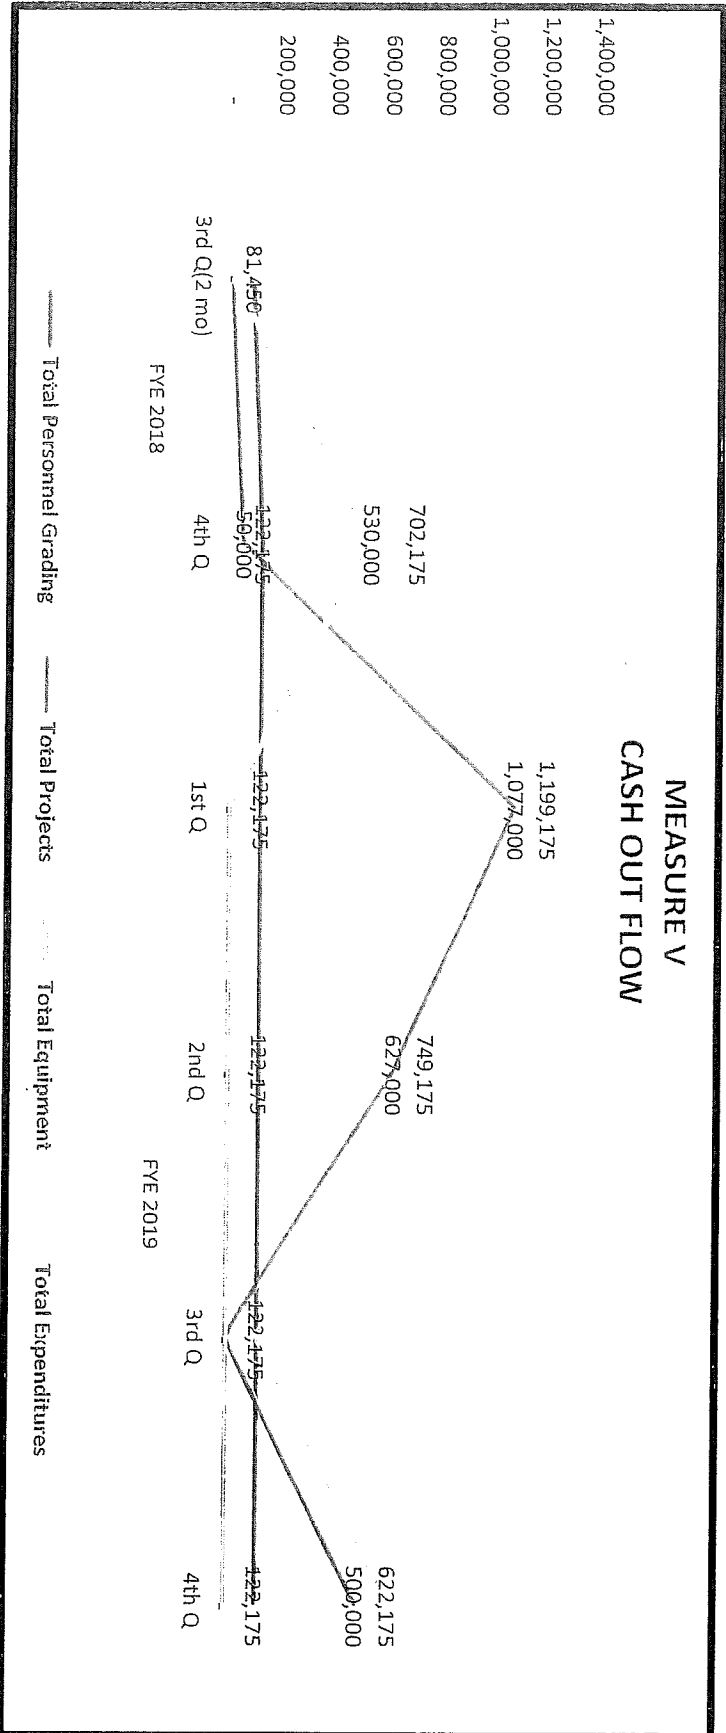 MEASURE V
CASH OUT FLOW
1,400,000
1,200,000
1,000,000
800,000
600,000
400,000
200,000
-
1,199,175
1,077,000
749,175
702,175
627,000
622,175
530,000
500,000
81,450
122,175
50,000
122,175
122,175
122,175
122,175
3rd Q(2 mo)
4th Q
1st Q
2nd Q
3rd Q
4th Q
FYE 2018
FYE 2019
Total Personnel Grading
Total Projects
Total Equipment
Total Expenditures